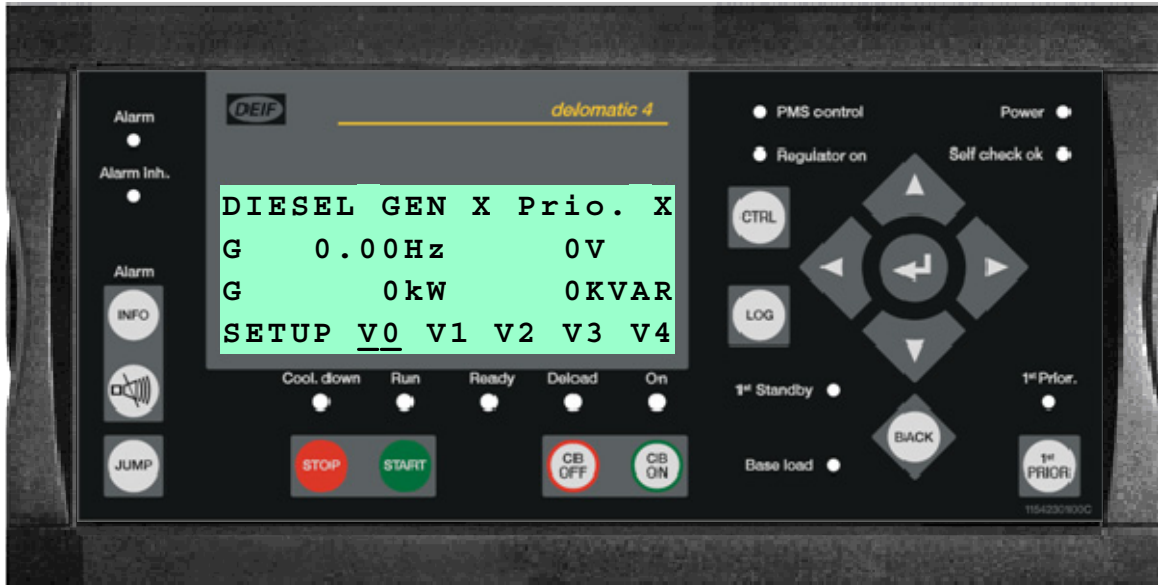 DEIF
delomatic 4
Alarm
Alarm Inh.
PMS control
Power
Regulator on
Self check ok
DIESEL GEN X Prio. X
G 0.00Hz 0V
G 0kW 0KVAR
SETUP V0 V1 V2 V3 V4
CTRL
LOG
Alarm
INFO
JUMP
Cool. down
Run
Ready
Deload
On
STOP
START
CB OFF
CB ON
1st Standby
Base load
BACK
1st Prior.
1st PRIOR
1154230100C